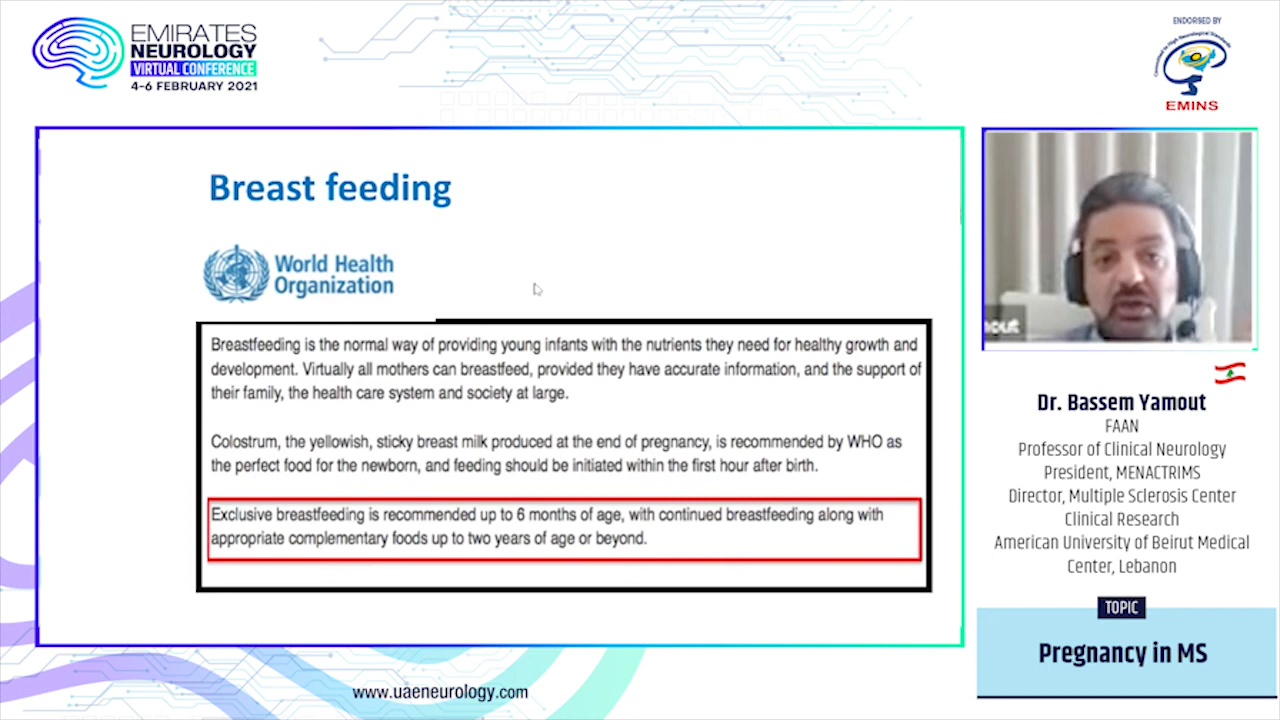 EMIRATES
NEUROLOGY
VIRTUAL CONFERENCE
4-6 FEBRUARY 2021
ENDORSED BY
Committed to High Neurological Standards
EMINS
Breast feeding
World Health
Organization
Breastfeeding is the normal way of providing young infants with the nutrients they need for healthy growth and
development. Virtually all mothers can breastfeed, provided they have accurate information, and the support of
their family, the health care system and society at large.
Colostrum, the yellowish, sticky breast milk produced at the end of pregnancy, is recommended by WHO as
the perfect food for the newborn, and feeding should be initiated within the first hour after birth.
Exclusive breastfeeding is recommended up to 6 months of age, with continued breastfeeding along with
appropriate complementary foods up to two years of age or beyond.
out
Dr. Bassem Yamout
FAAN
Professor of Clinical Neurology
President, MENACTRIMS
Director, Multiple Sclerosis Center
Clinical Research
American University of Beirut Medical
Center, Lebanon
TOPIC
Pregnancy in MS
www.uaeneurology.com